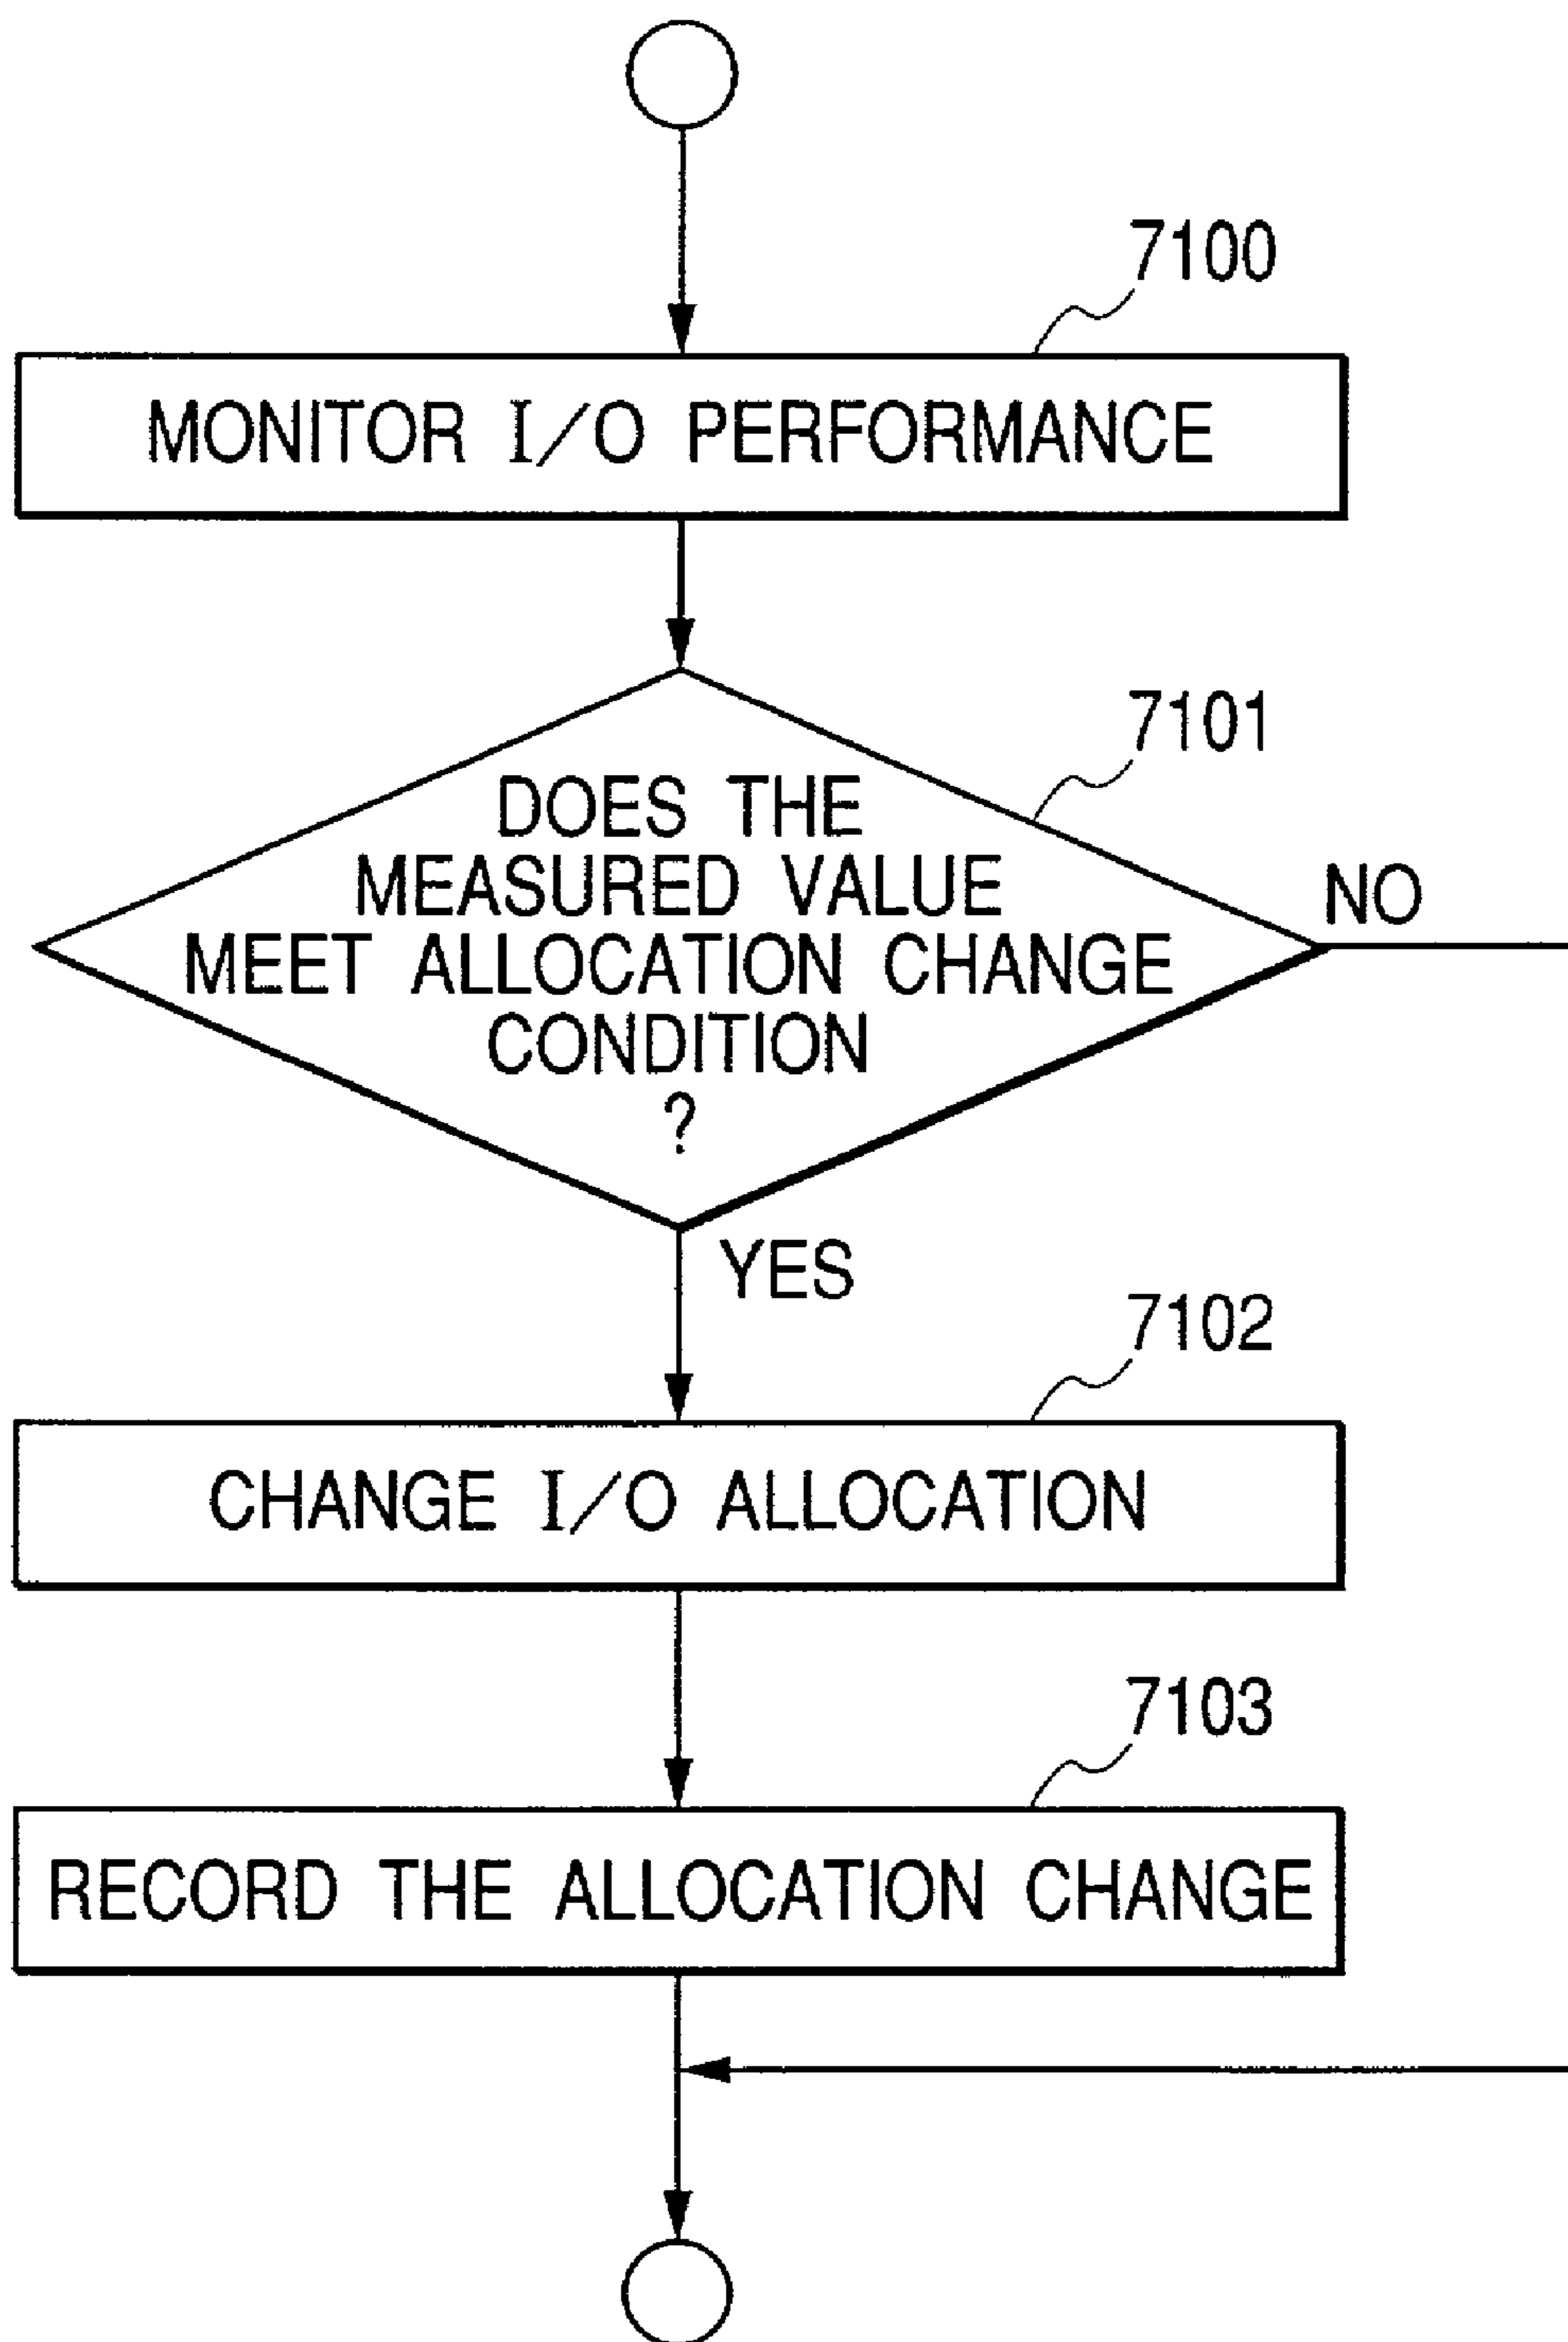 7100
MONITOR I/O PERFORMANCE
7101
DOES THE
MEASURED VALUE
MEET ALLOCATION CHANGE
CONDITION
?
NO
YES
7102
CHANGE I/O ALLOCATION
7103
RECORD THE ALLOCATION CHANGE